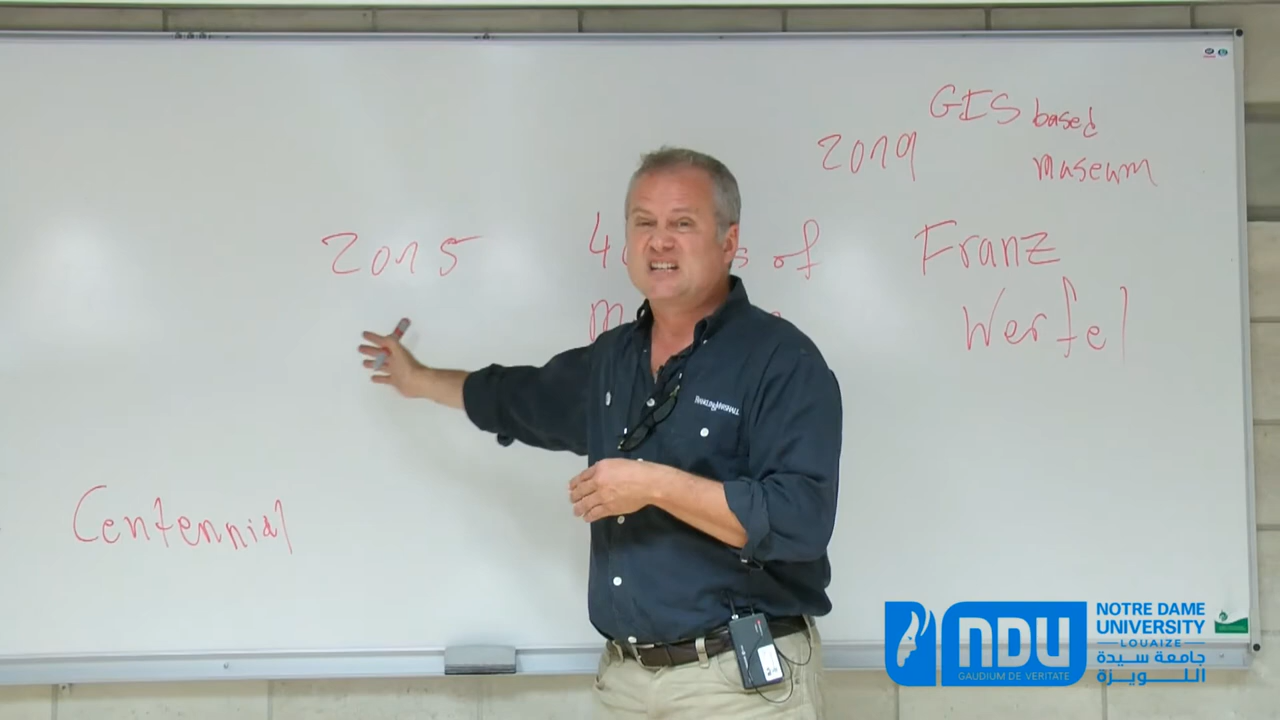 GIS based
2019
museum
2015
of
Franz
Werfel
Centennial
FRANKLIN & MARSHALL
NDU
GAUDIUM DE VERITATE
NOTRE DAME
UNIVERSITY
LOUAIZE
جامعة سيدة
اللويزة